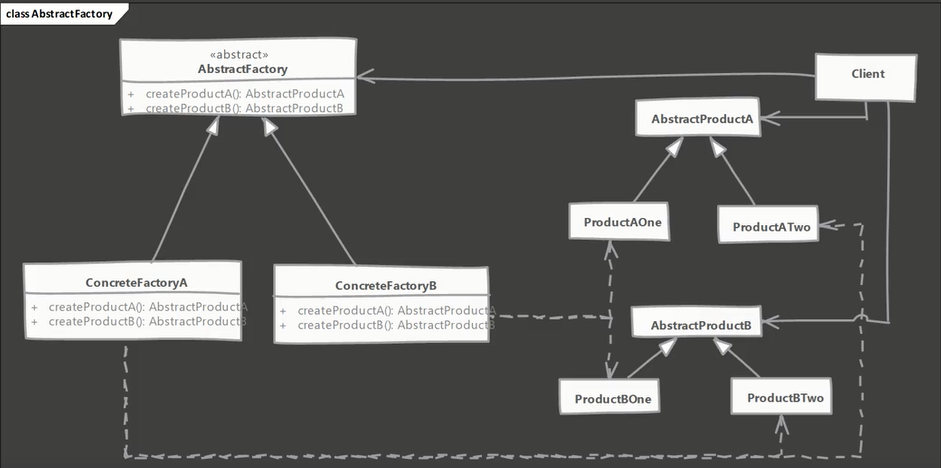 class AbstractFactory
«abstract»
AbstractFactory
+ createProductA(): AbstractProductA
+ createProductB(): AbstractProductB
Client
AbstractProductA
ProductAOne
ProductATwo
ConcreteFactoryA
+ createProductA(): AbstractProductA
+ createProductB(): AbstractProductB
ConcreteFactoryB
+ createProductA(): AbstractProductA
+ createProductB(): AbstractProductB
AbstractProductB
ProductBOne
ProductBTwo